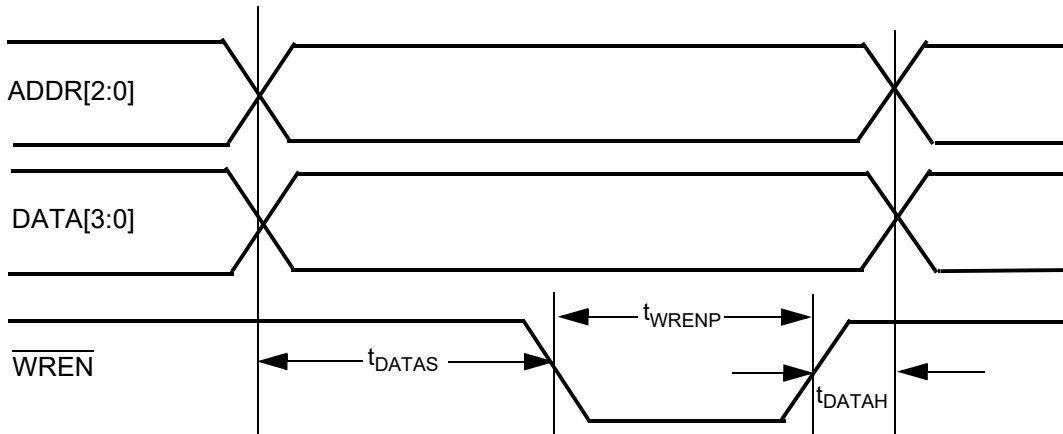 ADDR[2:0]
DATA[3:0]
tWRENP
WREN
tDATAS
tDATAH